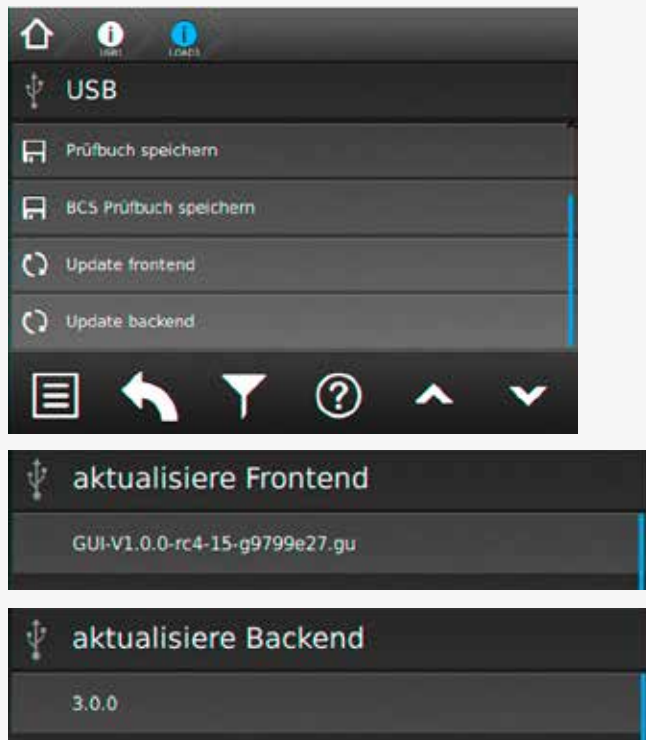 USB
Prüfbuch speichern
BCS Prüfbuch speichern
Update frontend
Update backend
aktualisiere Frontend
GUI-V1.0.0-rc4-15-g9799e27.gu
aktualisiere Backend
3.0.0